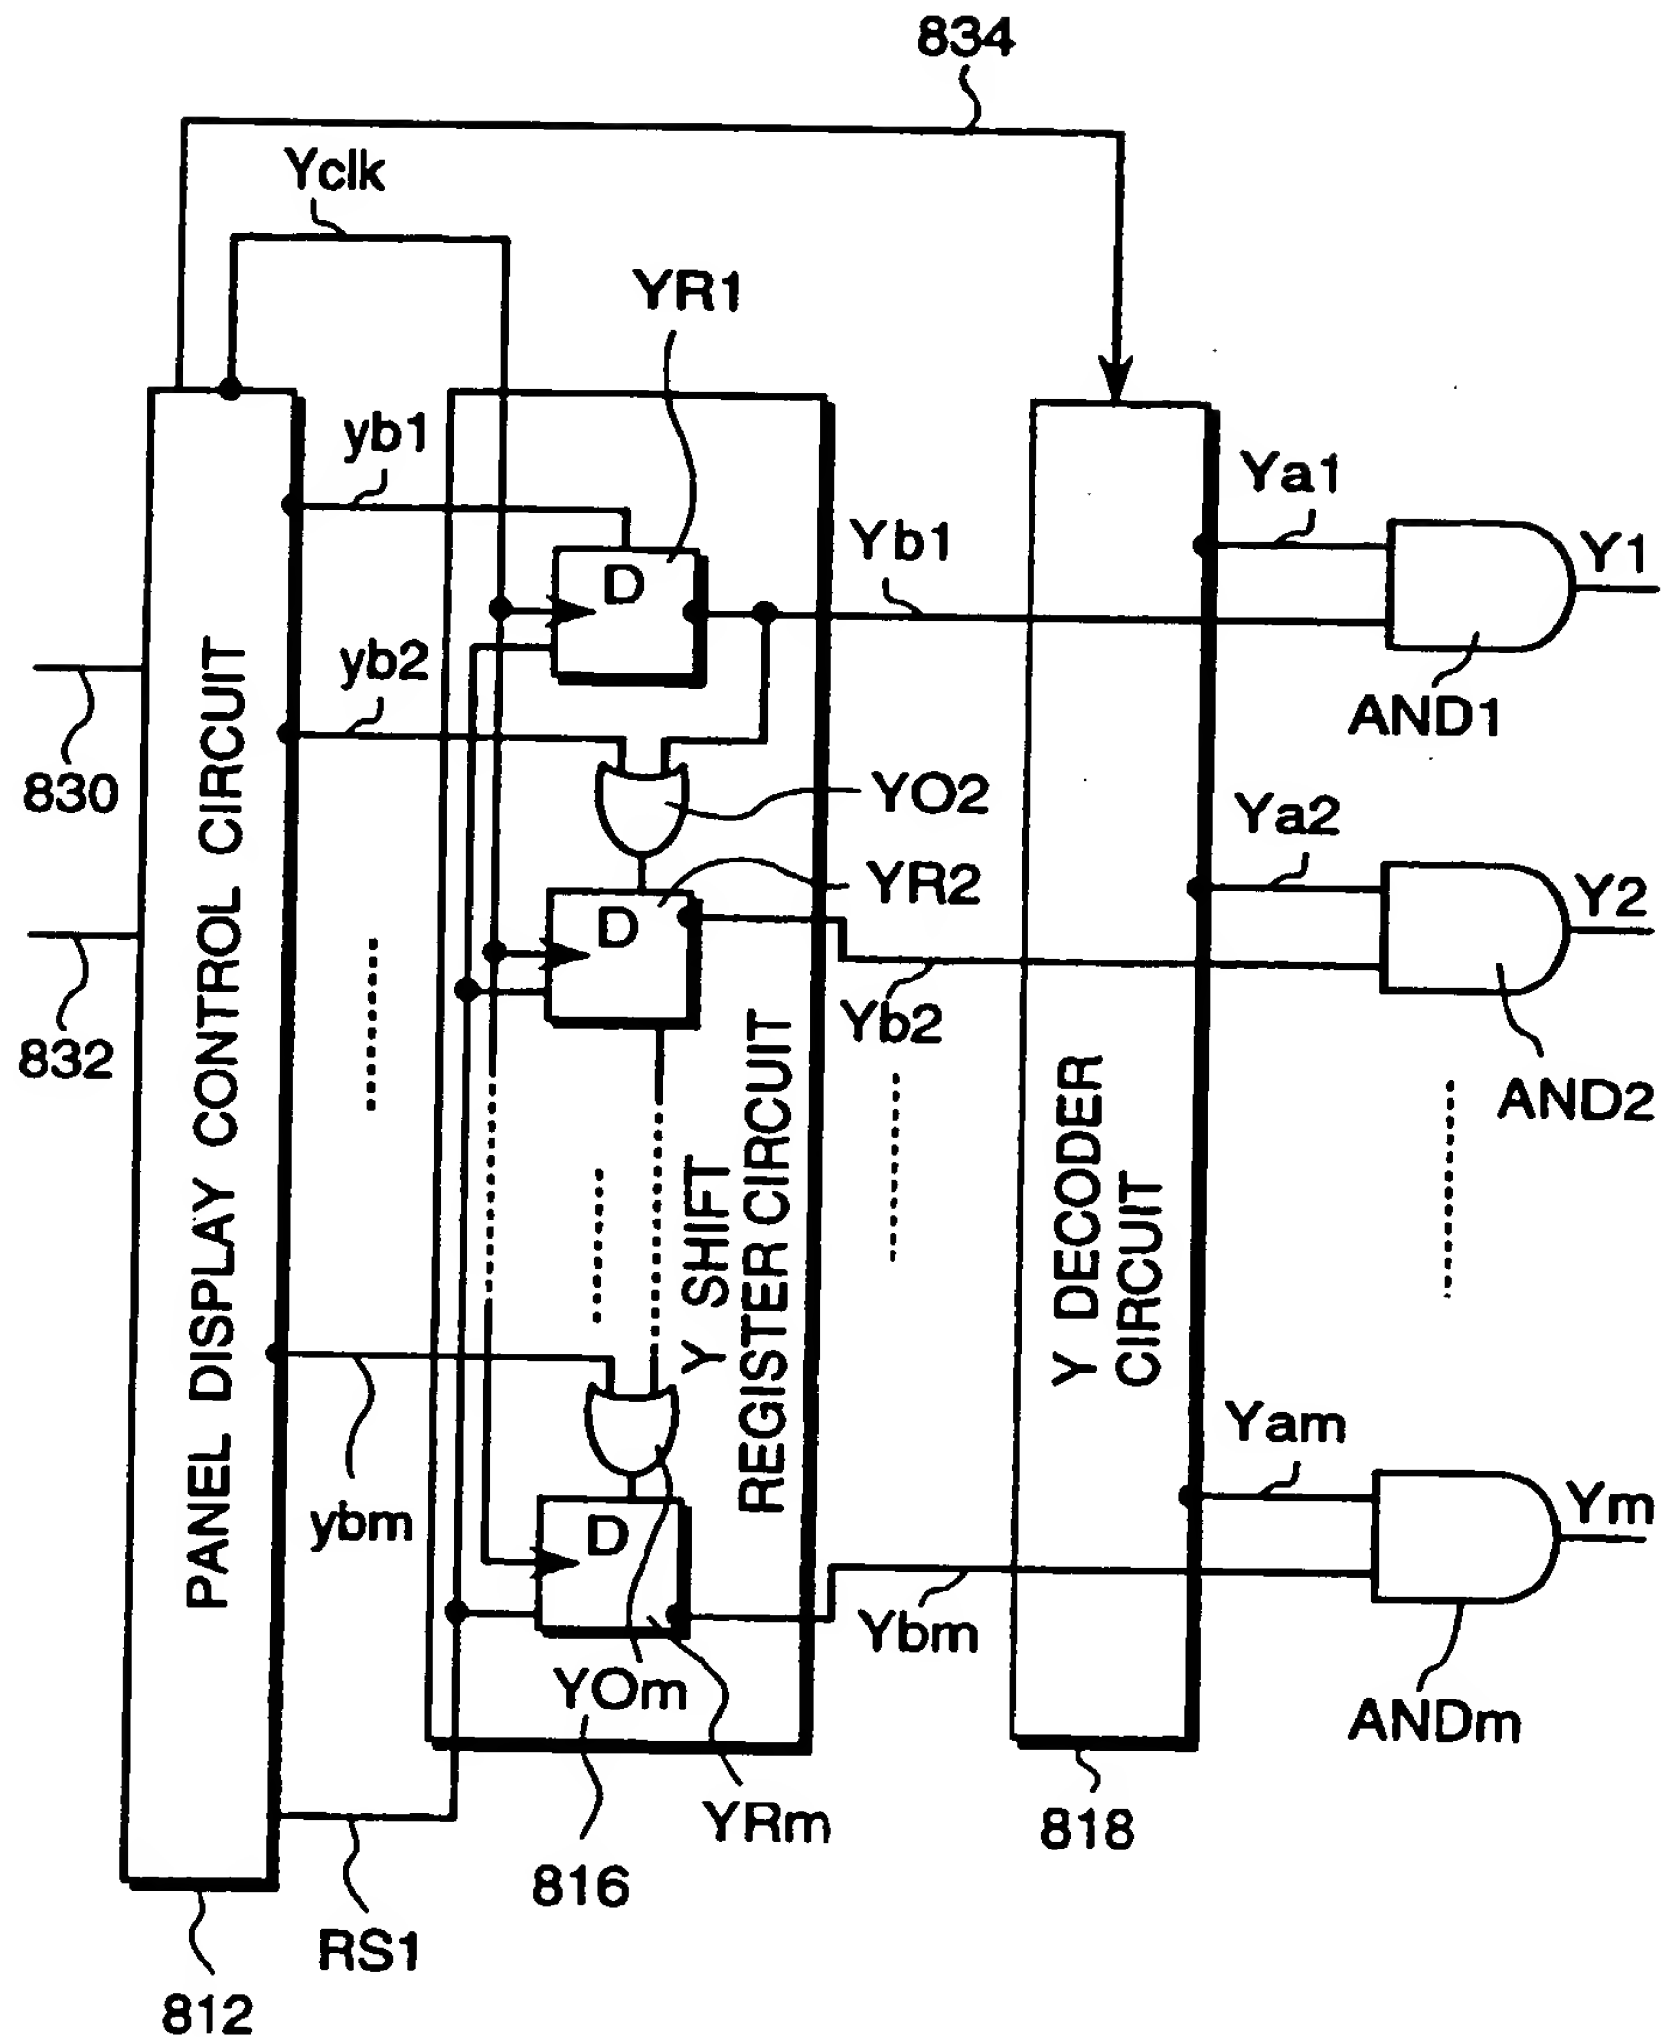 834
Yclk
YR1
yb1
Ya1
Yb1
Y1
D
yb2
AND1
830
YO2
Ya2
YR2
Y2
D
Yb2
832
AND2
PANEL DISPLAY CONTROL CIRCUIT
Y SHIFT
REGISTER CIRCUIT
Y DECODER
CIRCUIT
Yam
Ym
ybm
D
Ybm
YOm
ANDm
YRm
818
816
RS1
812